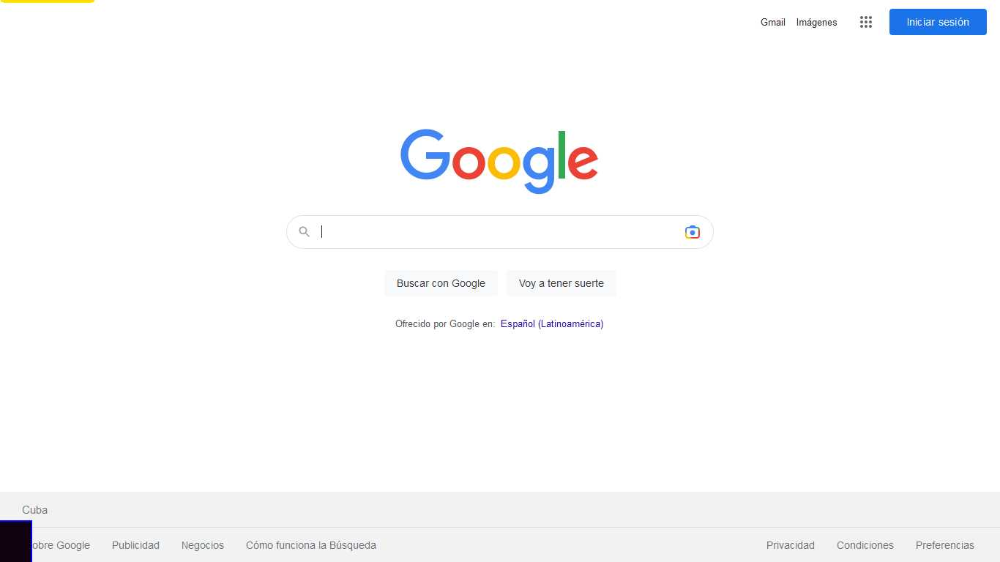 Gmail Imágenes Iniciar sesión
Google
Buscar con Google Voy a tener suerte
Ofrecido por Google en: Español (Latinoamérica)
Cuba
obre Google Publicidad Negocios Cómo funciona la Búsqueda Privacidad Condiciones Preferencias